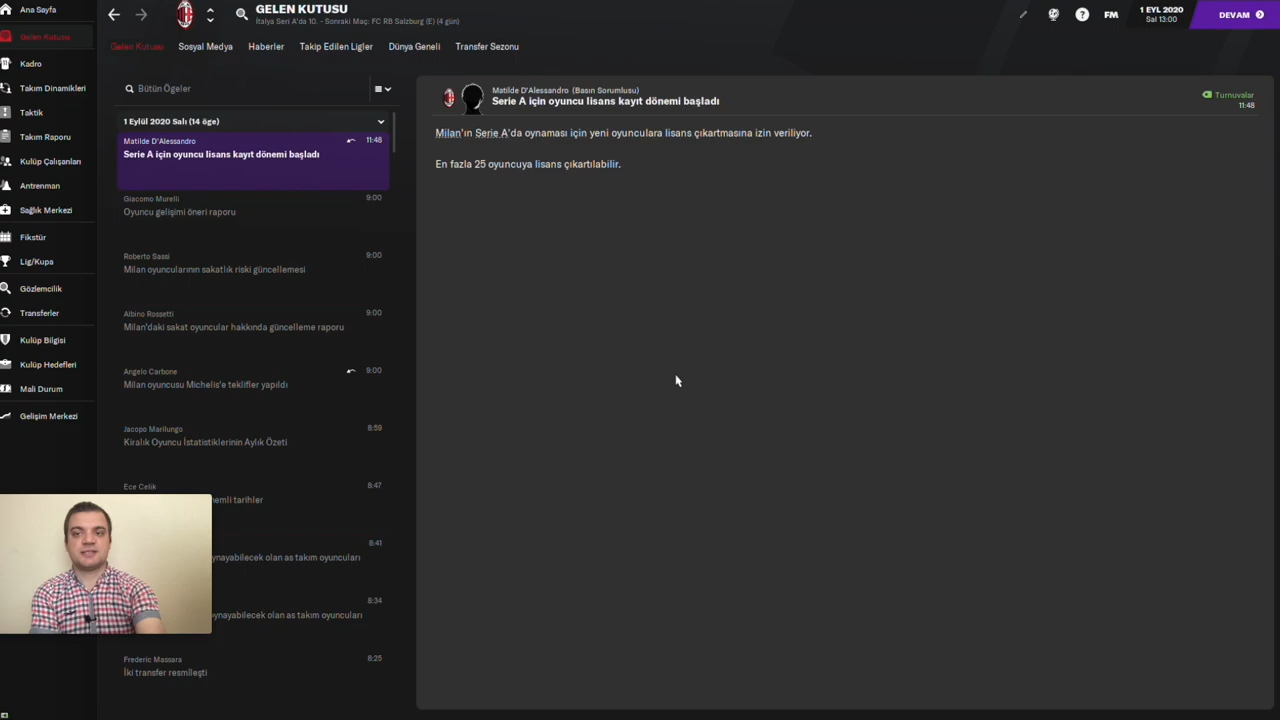 Ana Sayfa
Gelen Kutusu
Kadro
Takım Dinamikleri
Taktik
Takım Raporu
Kulüp Çalışanları
Antrenman
Sağlık Merkezi
Fikstür
Lig/Kupa
Gözlemcilik
Transferler
Kulüp Bilgisi
Kulüp Hedefleri
Mali Durum
Gelişim Merkezi
GELEN KUTUSU
İtalya Seri A'da 10. - Sonraki Maç: FC RB Salzburg (E) (4 gün)
FM
1 EYL 2020
Sal 13:00
DEVAM
Gelen Kutusu
Sosyal Medya
Haberler
Takip Edilen Ligler
Dünya Geneli
Transfer Sezonu
Bütün Ögeler
1 Eylül 2020 Salı (14 öge)
Matilde D'Alessandro 11:48
Serie A için oyuncu lisans kayıt dönemi başladı
Giacomo Murelli 9:00
Oyuncu gelişimi öneri raporu
Roberto Sassi 9:00
Milan oyuncularının sakatlık riski güncellemesi
Albino Rossetti 9:00
Milan'daki sakat oyuncular hakkında güncelleme raporu
Angelo Carbone 9:00
Milan oyuncusu Michelis'e teklifler yapıldı
Jacopo Marilungo 8:59
Kiralık Oyuncu İstatistiklerinin Aylık Özeti
Ece Celik 8:47
nemli tarihler
8:41
oynayabilecek olan as takım oyuncuları
8:34
oynayabilecek olan as takım oyuncuları
Frederic Massara 8:25
İki transfer resmîleşti
Matilde D'Alessandro (Basın Sorumlusu)
Serie A için oyuncu lisans kayıt dönemi başladı
Turnuvalar
11:48
Milan'ın Serie A'da oynaması için yeni oyunculara lisans çıkartmasına izin veriliyor.
En fazla 25 oyuncuya lisans çıkartılabilir.